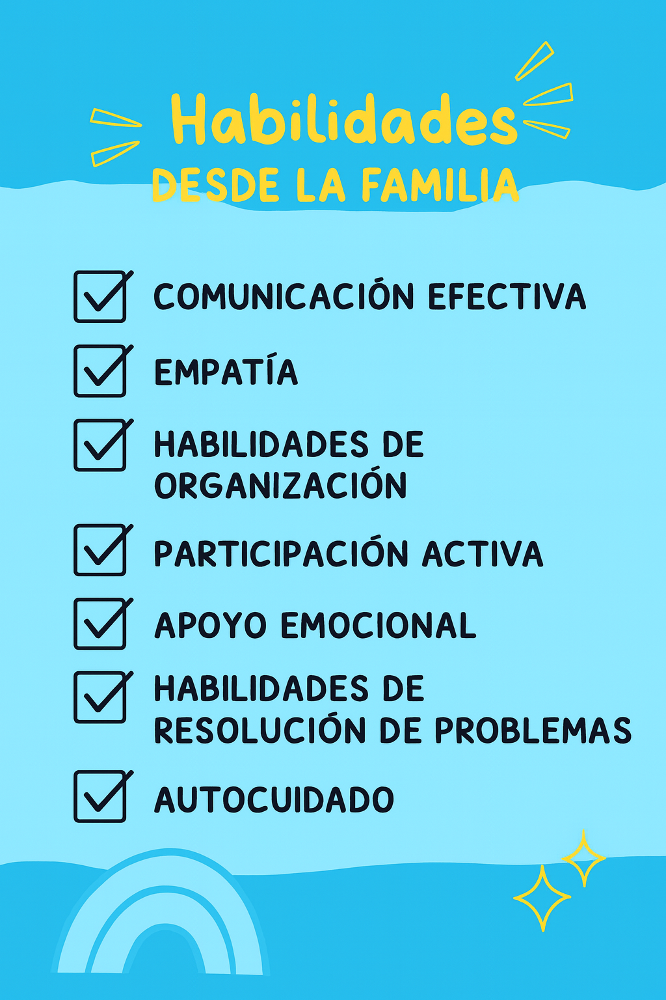 Habilidades
DESDE LA FAMILIA
COMUNICACIÓN EFECTIVA
EMPATÍA
HABILIDADES DE
ORGANIZACIÓN
PARTICIPACIÓN ACTIVA
APOYO EMOCIONAL
HABILIDADES DE
RESOLUCIÓN DE PROBLEMAS
AUTOCUIDADO